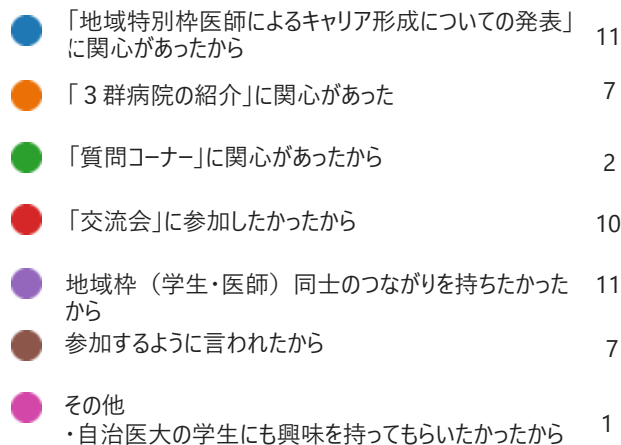 「地域特別枠医師によるキャリア形成についての発表」
に関心があったから 11
「３群病院の紹介」に関心があった 7
「質問コーナー」に関心があったから 2
「交流会」に参加したかったから 10
地域枠（学生・医師）同士のつながりを持ちたかった 11
から
参加するように言われたから 7
その他
・自治医大の学生にも興味を持ってもらいたかったから 1